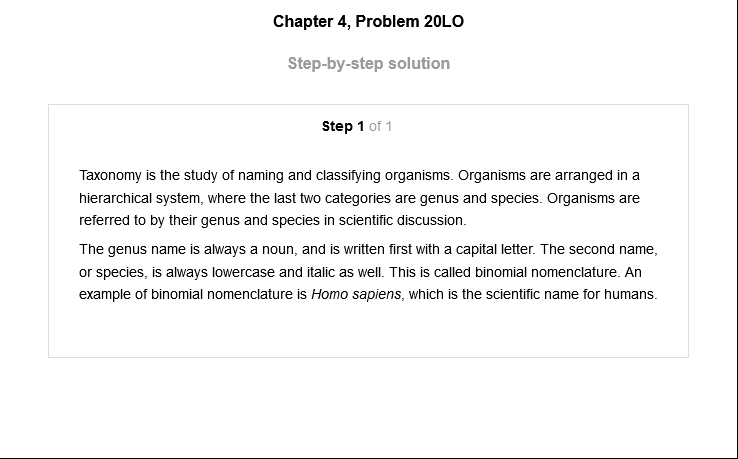 Chapter 4, Problem 20LO
Step-by-step solution
Step 1 of 1
Taxonomy is the study of naming and classifying organisms. Organisms are arranged in a
hierarchical system, where the last two categories are genus and species. Organisms are
referred to by their genus and species in scientific discussion.
The genus name is always a noun, and is written first with a capital letter. The second name,
or species, is always lowercase and italic as well. This is called binomial nomenclature. An
example of binomial nomenclature is Homo sapiens, which is the scientific name for humans.